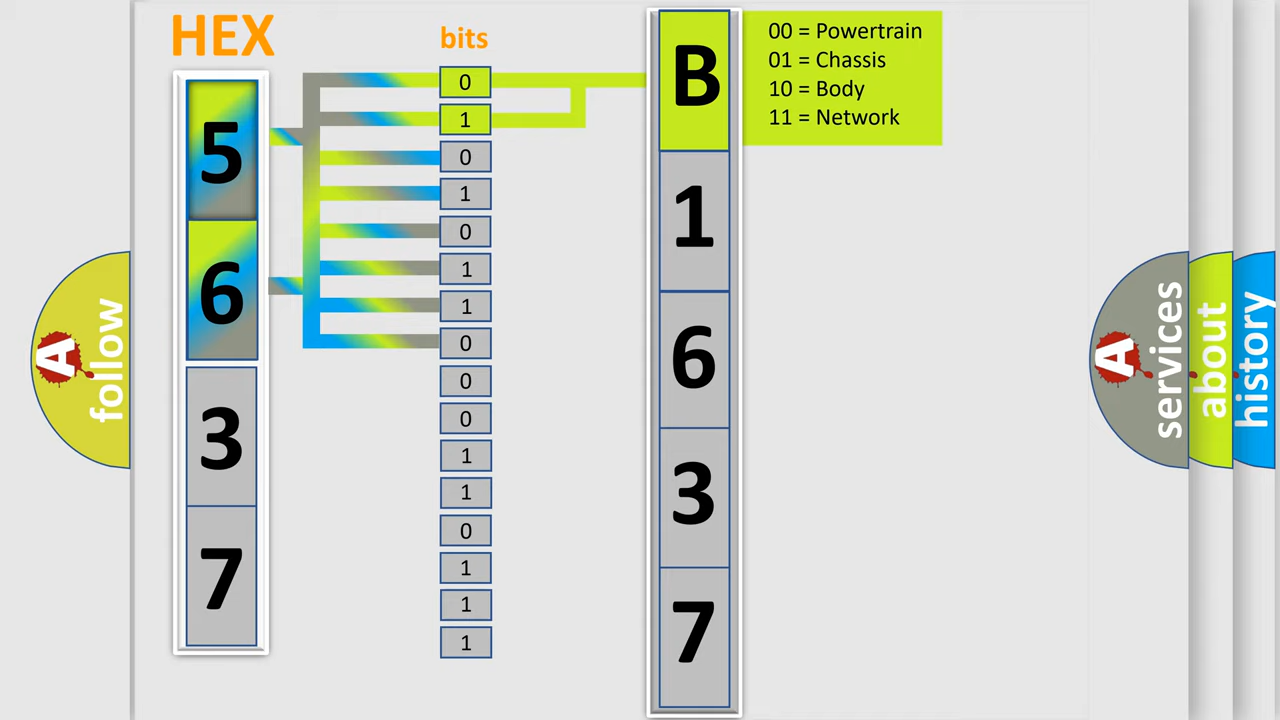 HEX
bits
5
6
3
7
0
1
0
1
0
1
1
0
0
0
1
1
0
1
1
1
B
1
6
3
7
00 = Powertrain
01 = Chassis
10 = Body
11 = Network
A
follow
A
services
about
history